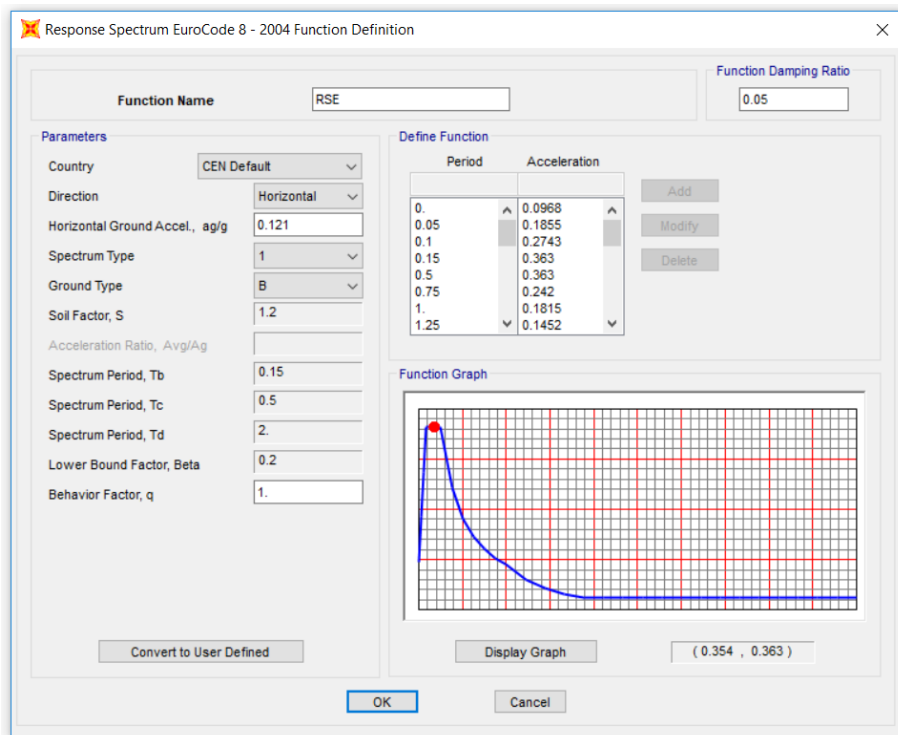 Response Spectrum EuroCode 8 - 2004 Function Definition
Function Name
RSE
Function Damping Ratio
0.05
Parameters
Country
CEN Default
Direction
Horizontal
Horizontal Ground Accel., ag/g
0.121
Spectrum Type
1
Ground Type
B
Soil Factor, S
1.2
Acceleration Ratio, Avg/Ag
Spectrum Period, Tb
0.15
Spectrum Period, Tc
0.5
Spectrum Period, Td
2.
Lower Bound Factor, Beta
0.2
Behavior Factor, q
1.
Convert to User Defined
Define Function
Period Acceleration
0. 0.0968
0.05 0.1855
0.1 0.2743
0.15 0.363
0.5 0.363
0.75 0.242
1. 0.1815
1.25 0.1452
Add
Modify
Delete
Function Graph
Display Graph
( 0.354 , 0.363 )
OK
Cancel